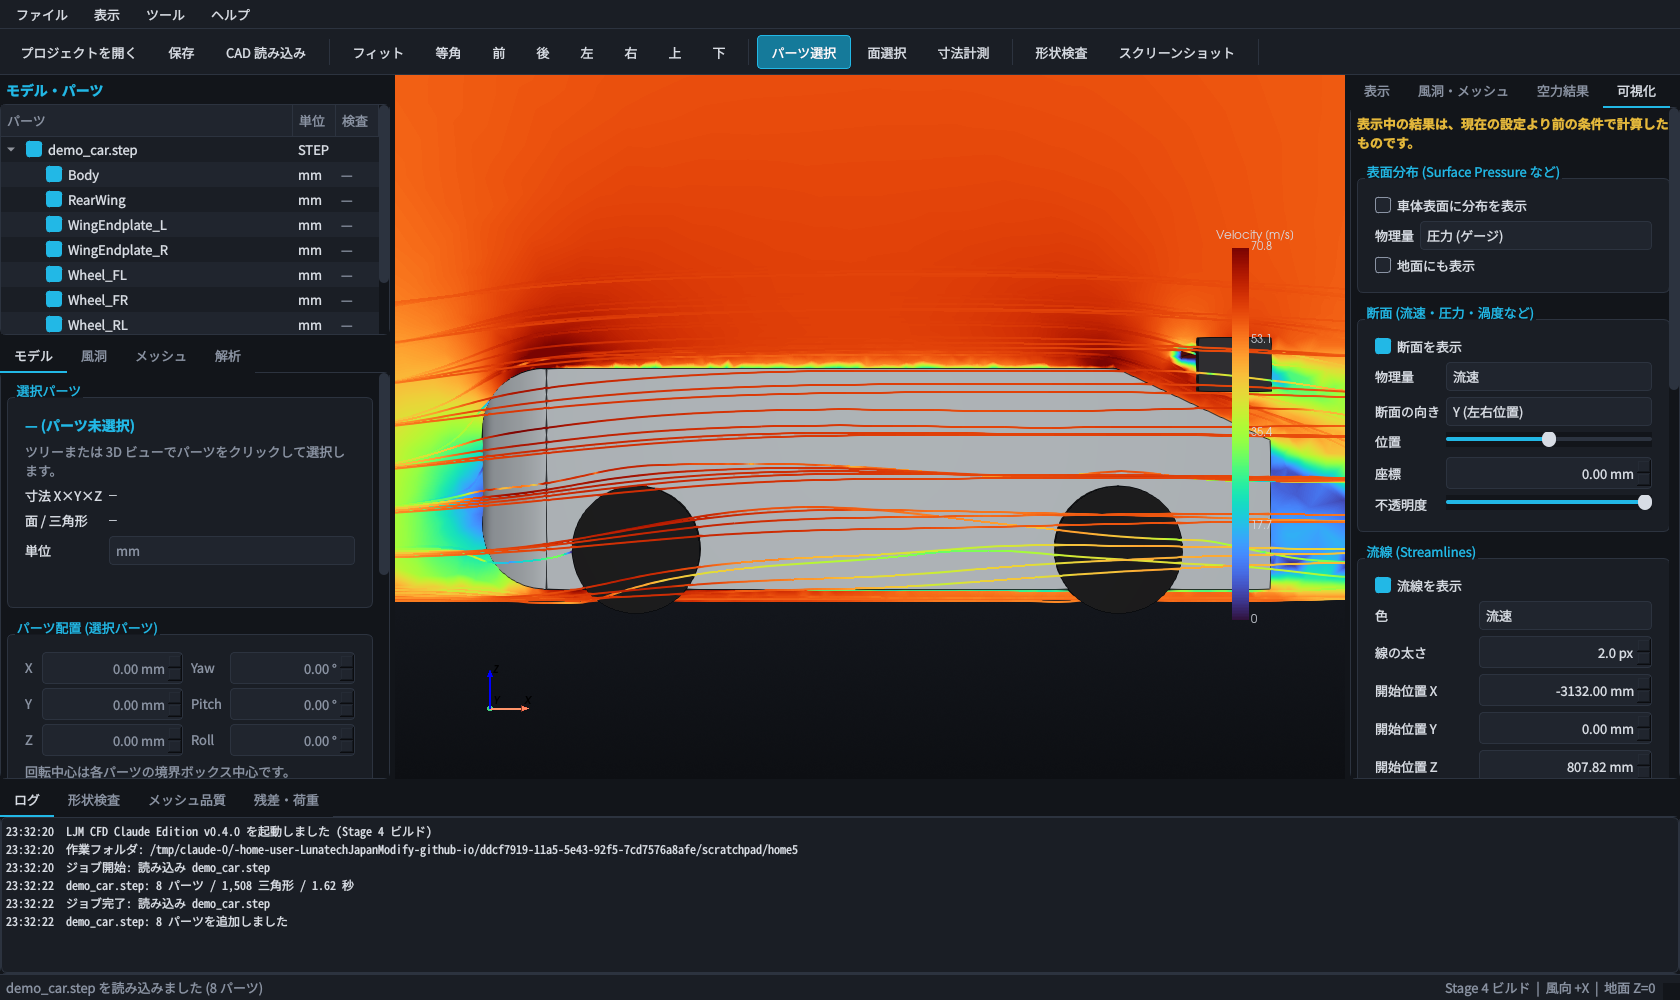 ファイル 表示 ツール ヘルプ
プロジェクトを開く 保存 CAD 読み込み フィット 等角 前 後 左 右 上 下 パーツ選択 面選択 寸法計測 形状検査 スクリーンショット
モデル・パーツ
パーツ 単位 検査
demo_car.step STEP
Body mm —
RearWing mm —
WingEndplate_L mm —
WingEndplate_R mm —
Wheel_FL mm —
Wheel_FR mm —
Wheel_RL mm —
モデル 風洞 メッシュ 解析
選択パーツ
— (パーツ未選択)
ツリーまたは 3D ビューでパーツをクリックして選択し
ます。
寸法 X×Y×Z –
面 / 三角形 –
単位 mm
パーツ配置 (選択パーツ)
X 0.00 mm Yaw 0.00 °
Y 0.00 mm Pitch 0.00 °
Z 0.00 mm Roll 0.00 °
回転中心は各パーツの境界ボックス中心です。
Velocity (m/s)
70.8
53.1
35.4
17.7
0
Z
Y X
表示 風洞・メッシュ 空力結果 可視化
表示中の結果は、現在の設定より前の条件で計算した
ものです。
表面分布 (Surface Pressure など)
車体表面に分布を表示
物理量 圧力 (ゲージ)
地面にも表示
断面 (流速・圧力・渦度など)
断面を表示
物理量 流速
断面の向き Y (左右位置)
位置
座標 0.00 mm
不透明度
流線 (Streamlines)
流線を表示
色 流速
線の太さ 2.0 px
開始位置 X -3132.00 mm
開始位置 Y 0.00 mm
開始位置 Z 807.82 mm
ログ 形状検査 メッシュ品質 残差・荷重
23:32:20 LJM CFD Claude Edition v0.4.0 を起動しました (Stage 4 ビルド)
23:32:20 作業フォルダ: /tmp/claude-0/-home-user-LunatechJapanModify-github-io/ddcf7919-11a5-5e43-92f5-7cd7576a8afe/scratchpad/home5
23:32:20 ジョブ開始: 読み込み demo_car.step
23:32:22 demo_car.step: 8 パーツ / 1,508 三角形 / 1.62 秒
23:32:22 ジョブ完了: 読み込み demo_car.step
23:32:22 demo_car.step: 8 パーツを追加しました
demo_car.step を読み込みました (8 パーツ) Stage 4 ビルド | 風向 +X | 地面 Z=0